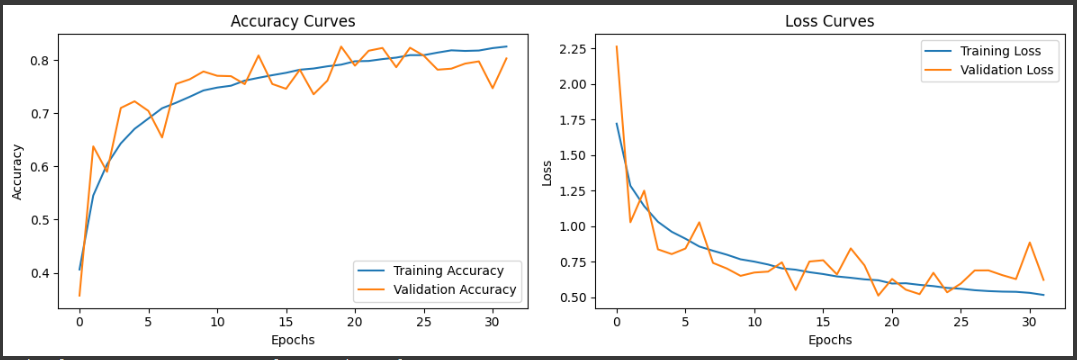 Accuracy Curves
0.8
0.7
0.6
0.5
0.4
Accuracy
0 5 10 15 20 25 30
Epochs
Training Accuracy
Validation Accuracy
Loss Curves
2.25
2.00
1.75
1.50
1.25
1.00
0.75
0.50
Loss
0 5 10 15 20 25 30
Epochs
Training Loss
Validation Loss